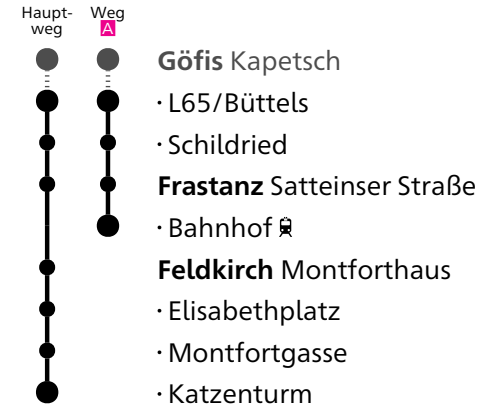 Haupt- Weg
weg A
Göfis Kapetsch
· L65/Büttels
· Schildried
Frastanz Satteinser Straße
· Bahnhof
Feldkirch Montforthaus
· Elisabethplatz
· Montfortgasse
· Katzenturm